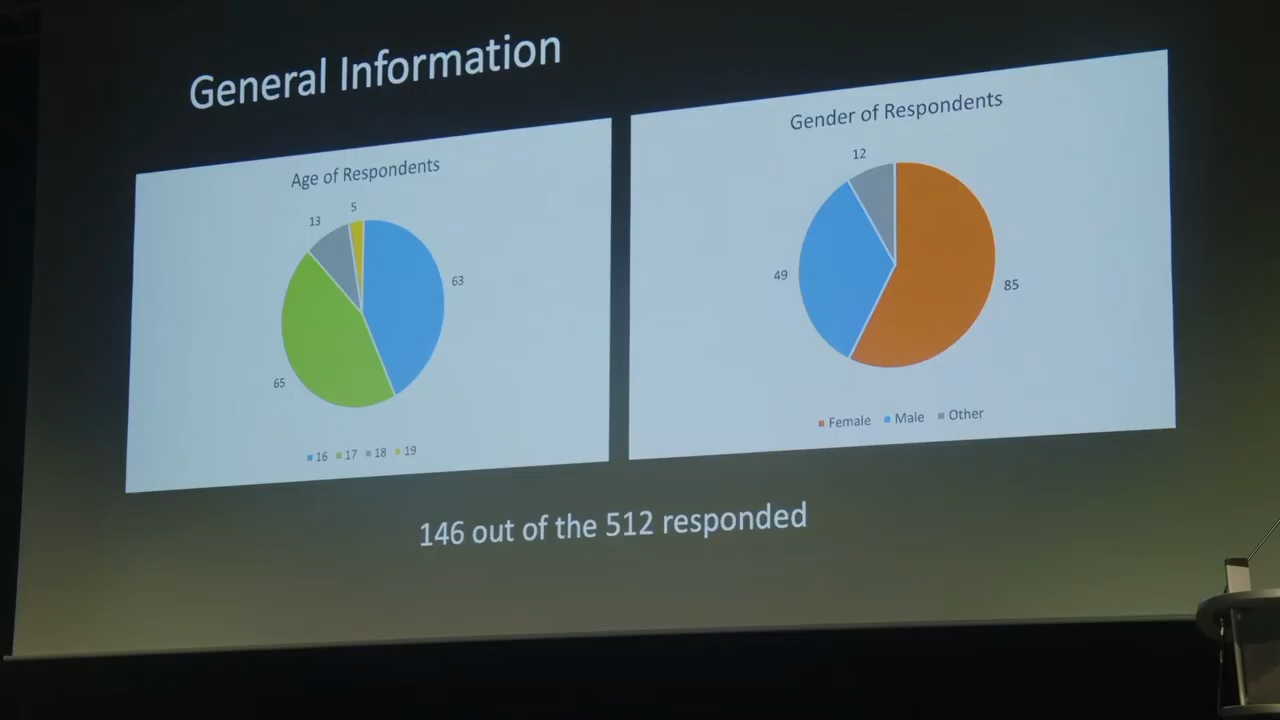 General Information
Age of Respondents
5
13
63
65
16 17 18 19
Gender of Respondents
12
49
85
Female Male Other
146 out of the 512 responded